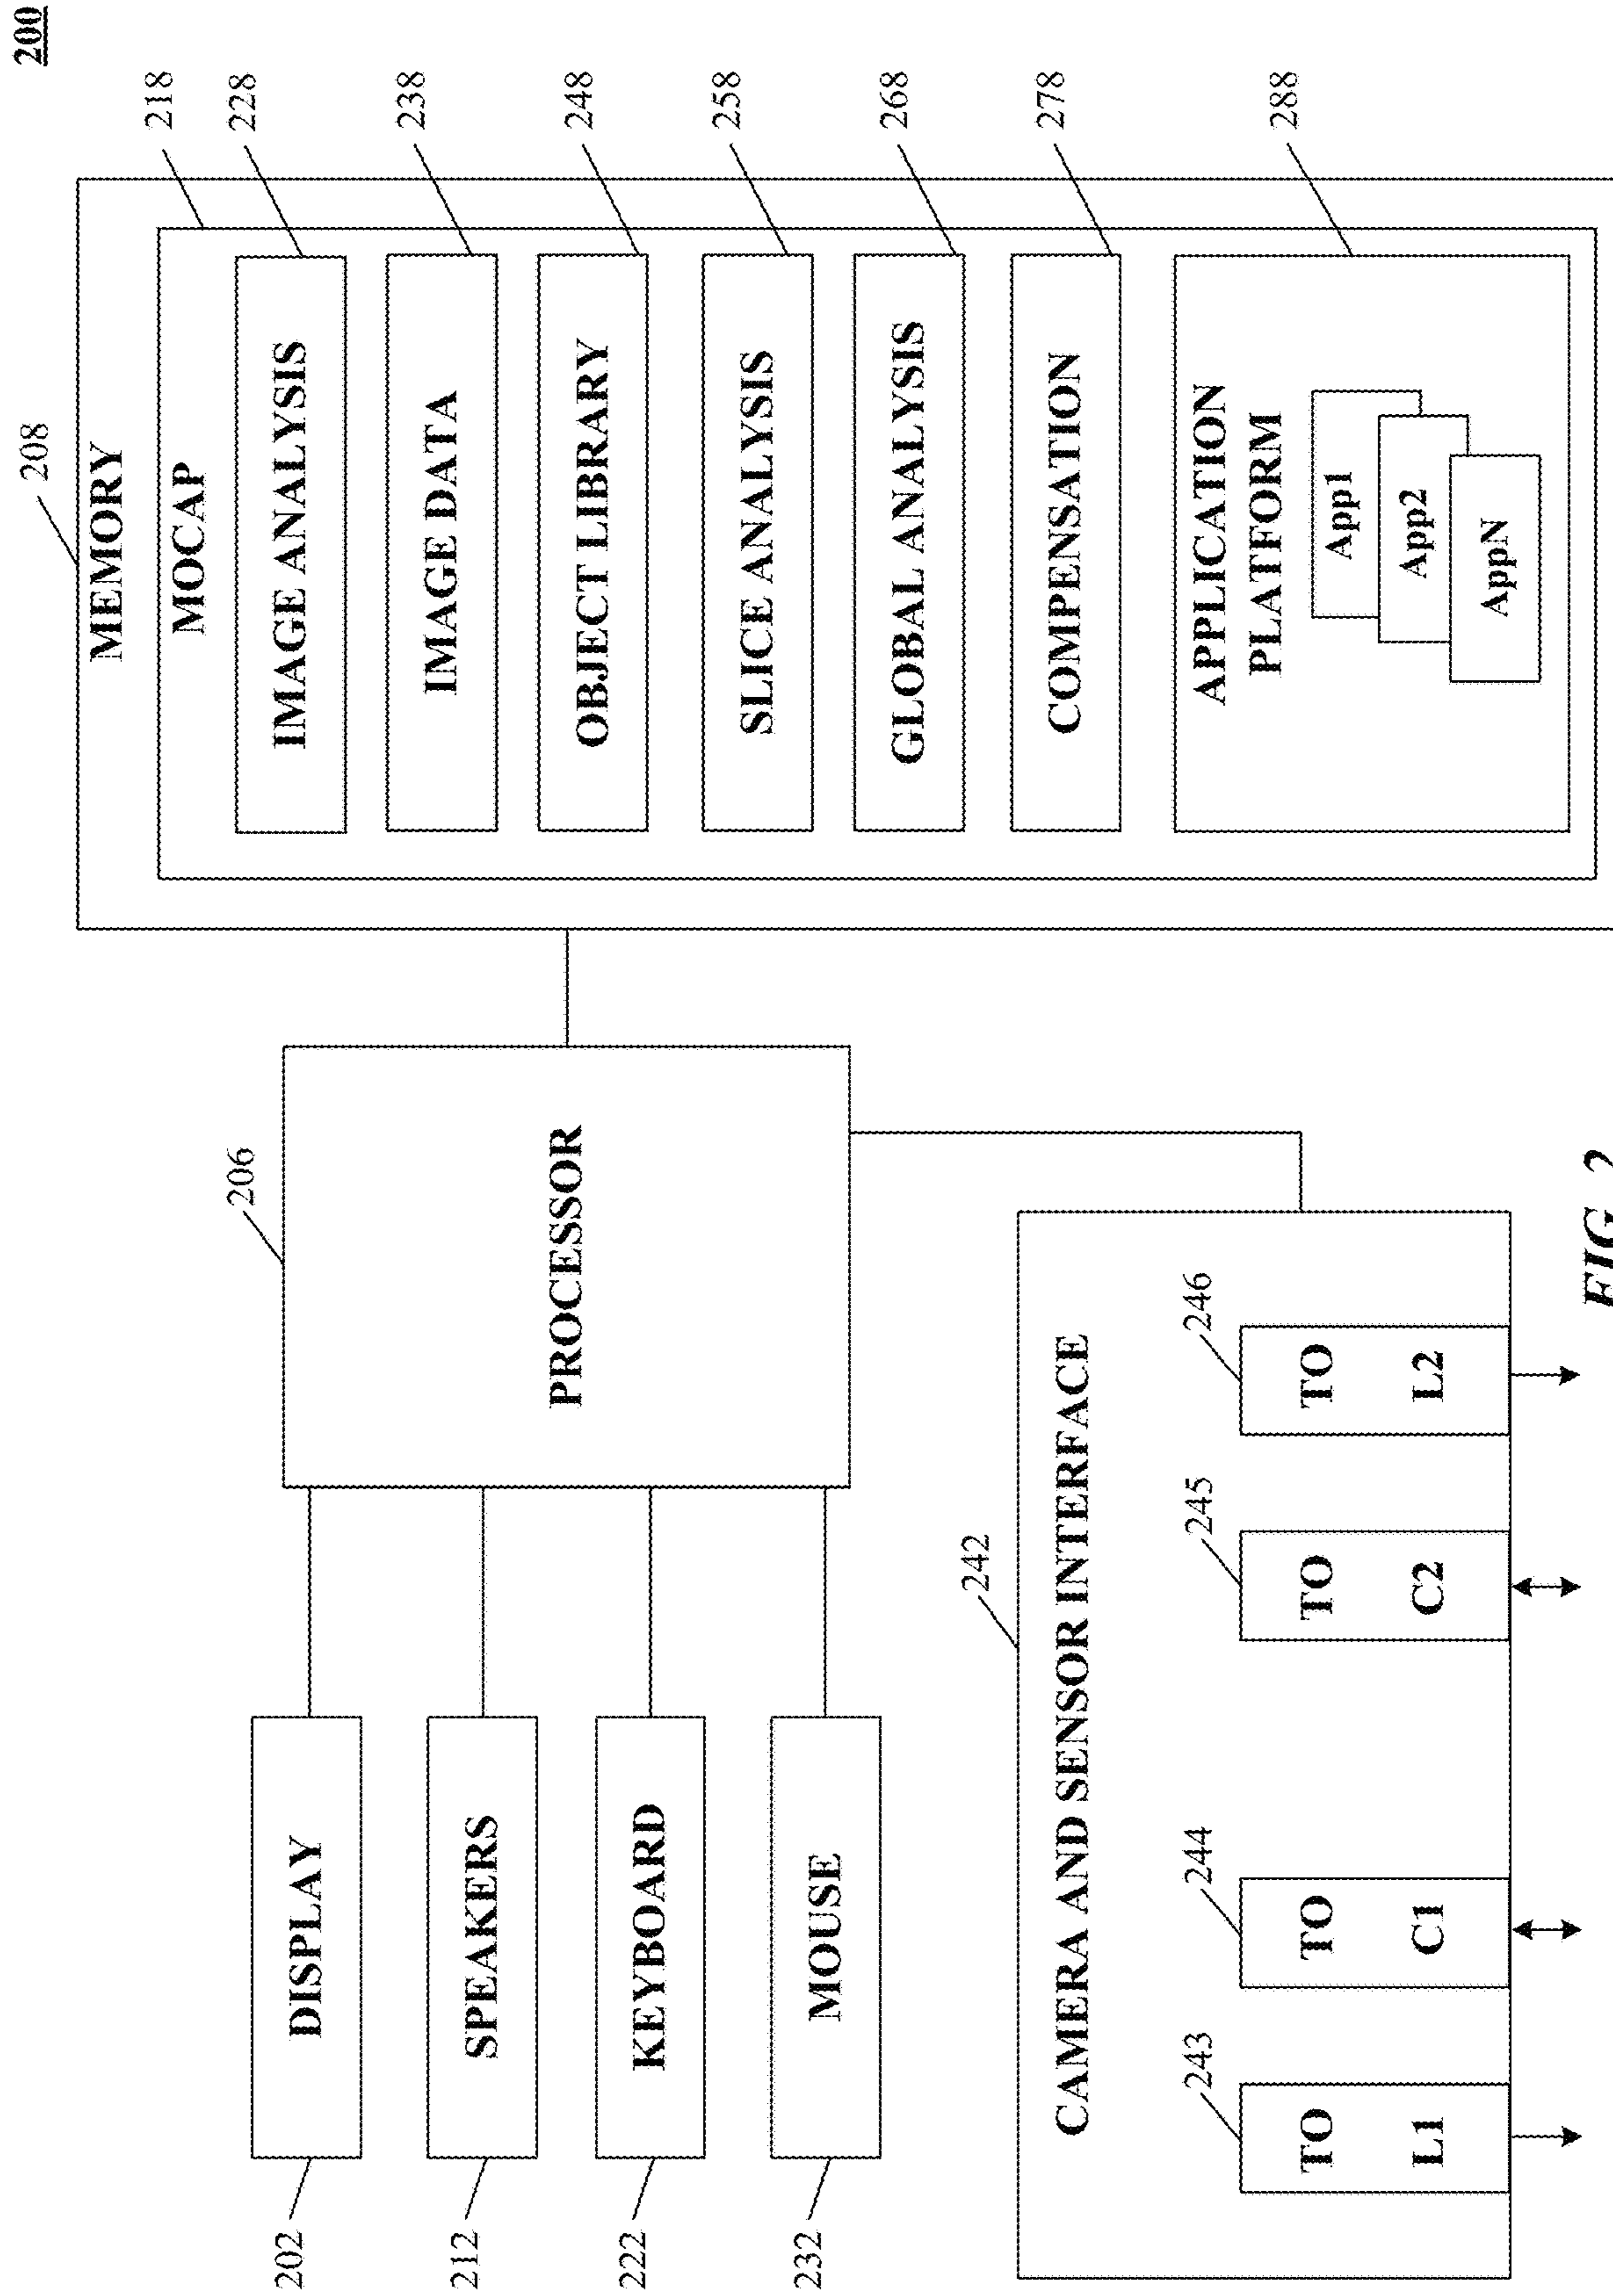 200
208
MEMORY
218
MOCAP
228
IMAGE ANALYSIS
238
IMAGE DATA
248
OBJECT LIBRARY
258
SLICE ANALYSIS
268
GLOBAL ANALYSIS
278
COMPENSATION
288
APPLICATION
PLATFORM
App1
App2
AppN
206
PROCESSOR
202
DISPLAY
212
SPEAKERS
222
KEYBOARD
232
MOUSE
242
CAMERA AND SENSOR INTERFACE
243
TO
L1
244
TO
C1
245
TO
C2
246
TO
L2
FIG. 2